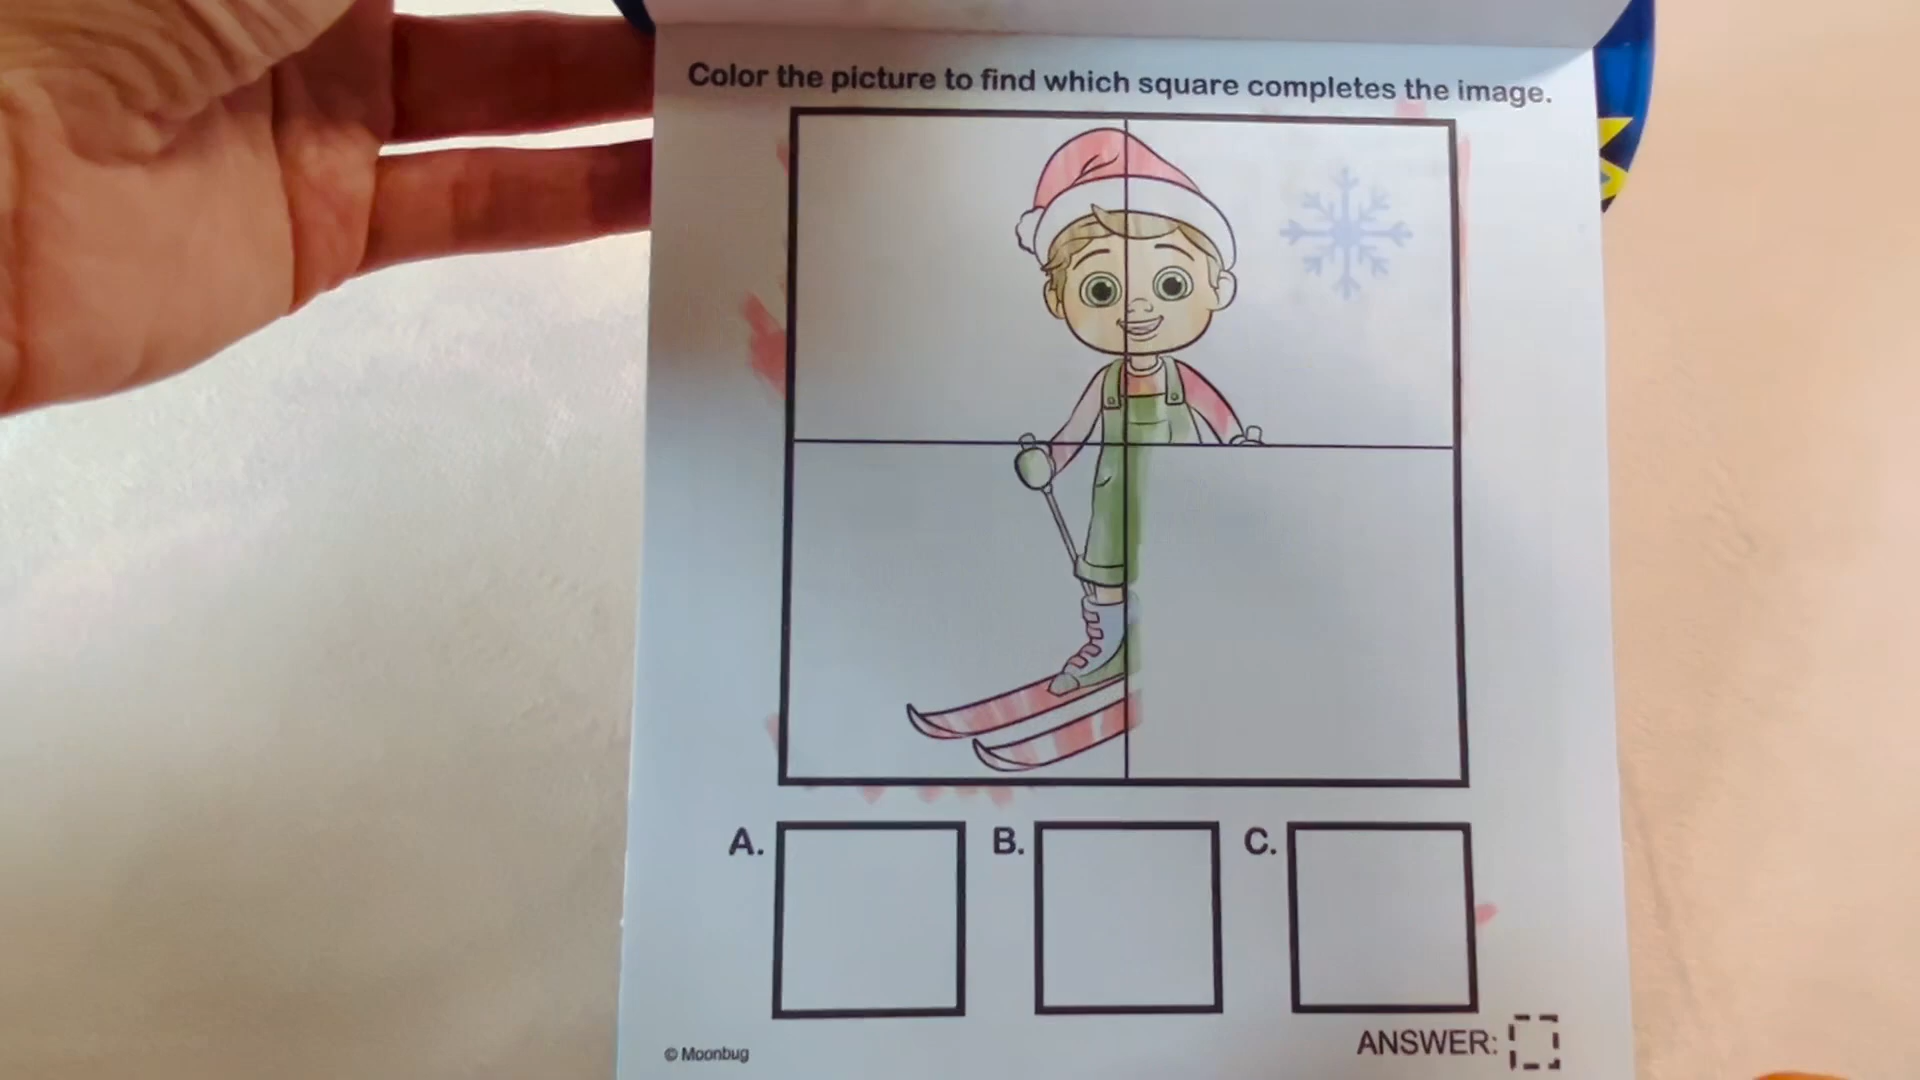 Color the picture to find which square completes the image.
A. B. C.
ANSWER:
© Moonbug